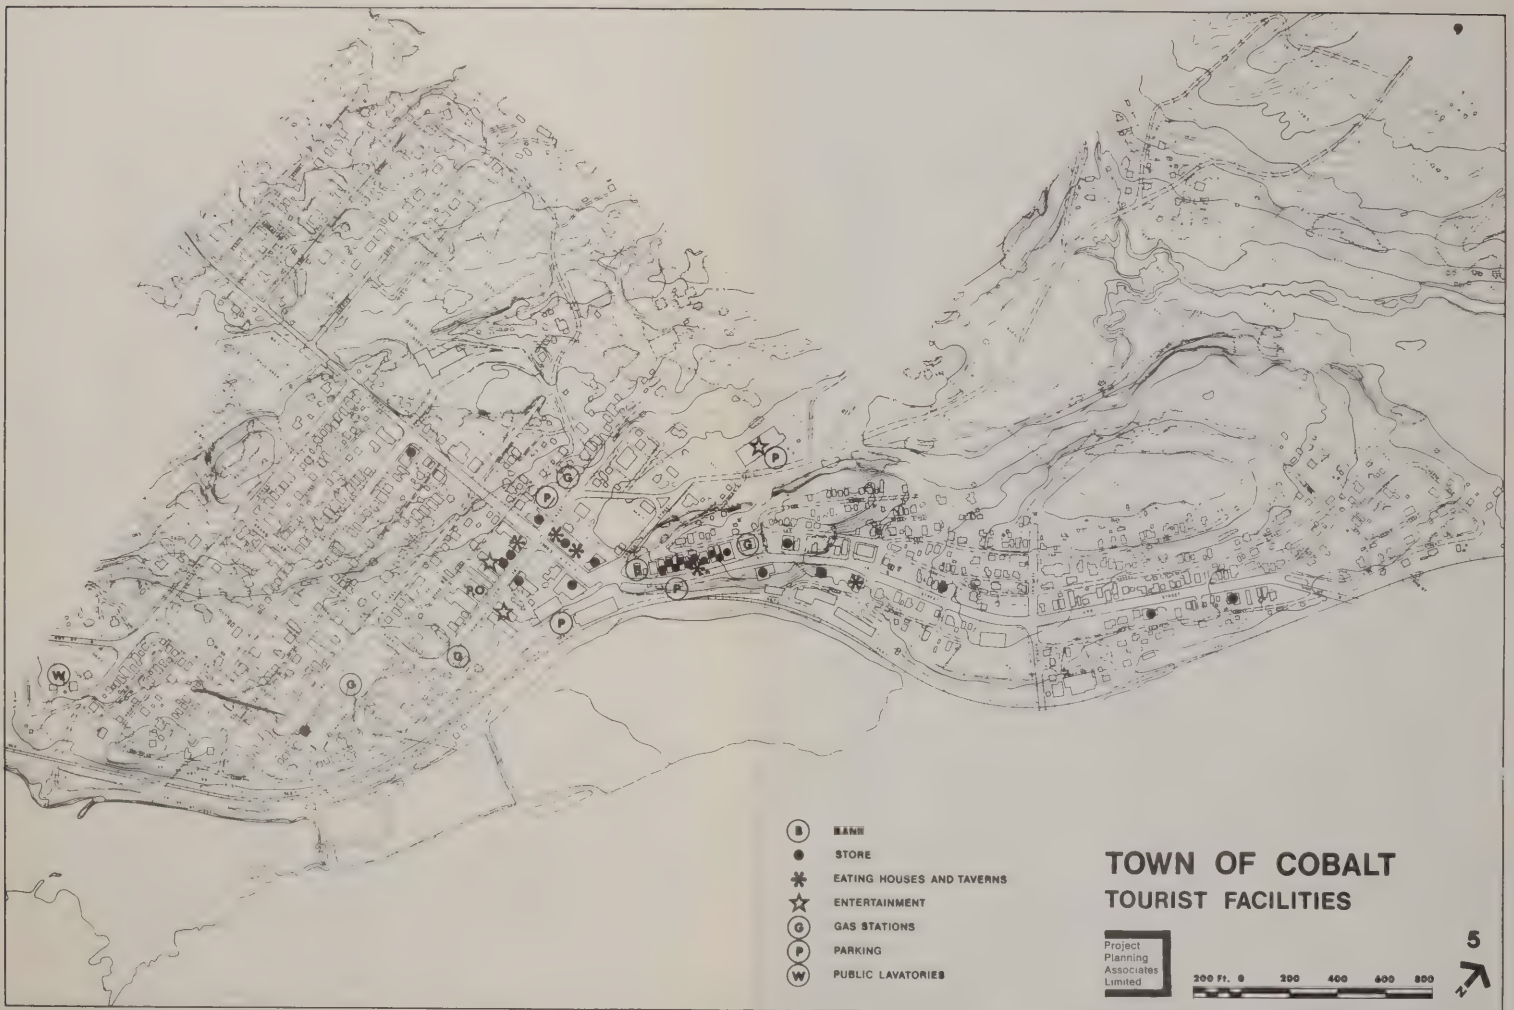 P
G
P
G
P.O.
B
P
P
G
G
W
B BANK
STORE
EATING HOUSES AND TAVERNS
ENTERTAINMENT
G GAS STATIONS
P PARKING
W PUBLIC LAVATORIES
TOWN OF COBALT
TOURIST FACILITIES
Project
Planning
Associates
Limited
200 Ft. 0 200 400 600 800
5
N